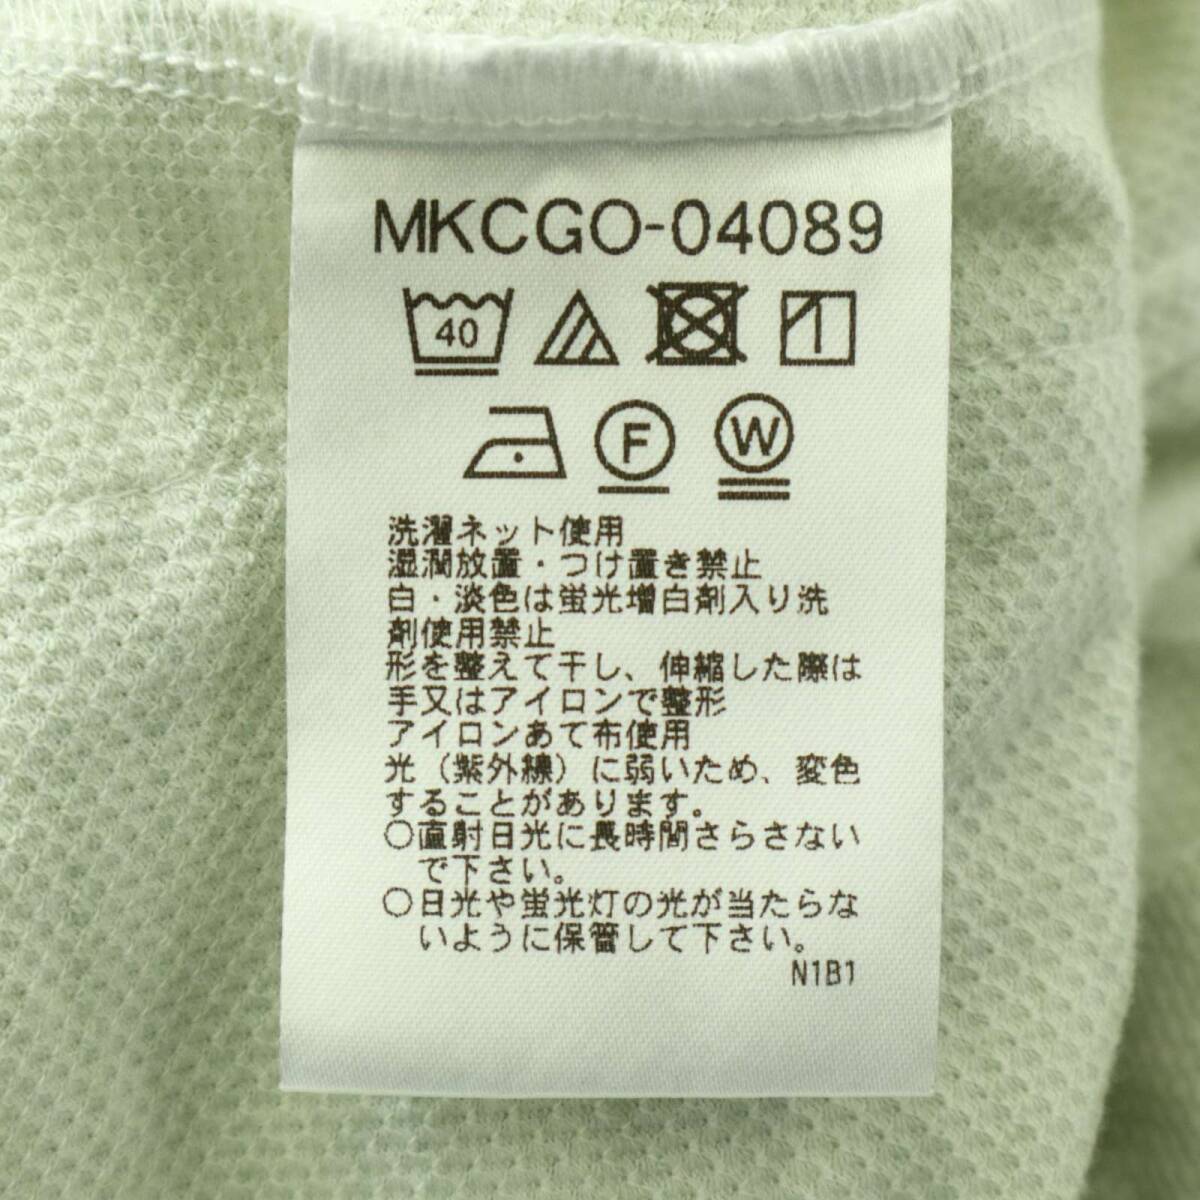 MKCGO-04089
40
F W
洗濯ネット使用
湿潤放置・つけ置き禁止
白・淡色は蛍光増白剤入り洗
剤使用禁止
形を整えて干し、伸縮した際は
手又はアイロンで整形
アイロンあて布使用
光（紫外線）に弱いため、変色
することがあります。
○直射日光に長時間さらさない
で下さい。
○日光や蛍光灯の光が当たらな
いように保管して下さい。
N1B1